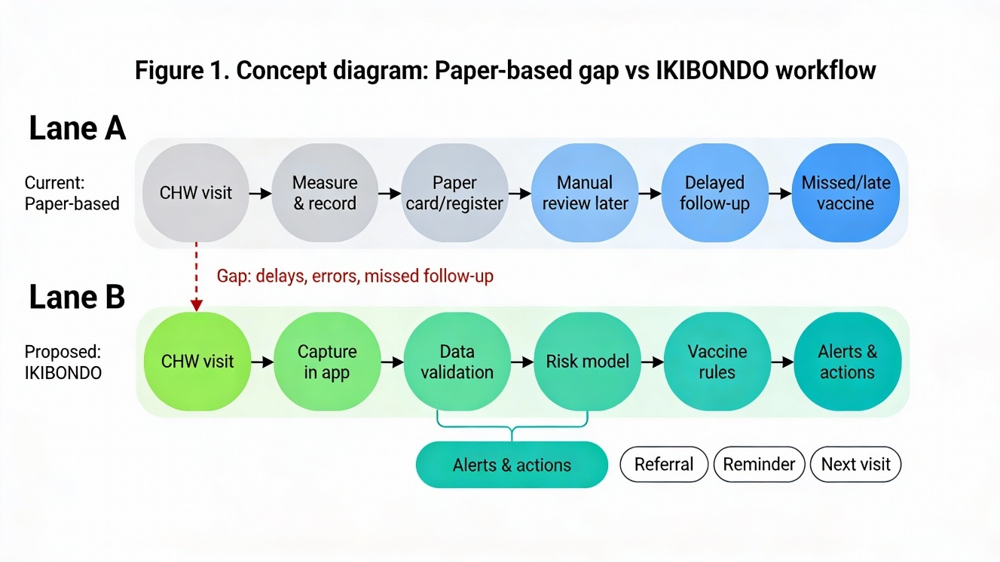 Figure 1. Concept diagram: Paper-based gap vs IKIBONDO workflow
Lane A
Current:
Paper-based
CHW visit
Measure
& record
Paper
card/register
Manual
review later
Delayed
follow-up
Missed/late
vaccine
Gap: delays, errors, missed follow-up
Lane B
Proposed:
IKIBONDO
CHW visit
Capture
in app
Data
validation
Risk model
Vaccine
rules
Alerts &
actions
Alerts & actions
Referral
Reminder
Next visit